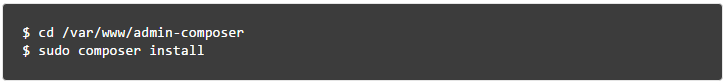 $ cd /var/www/admin-composer
$ sudo composer install